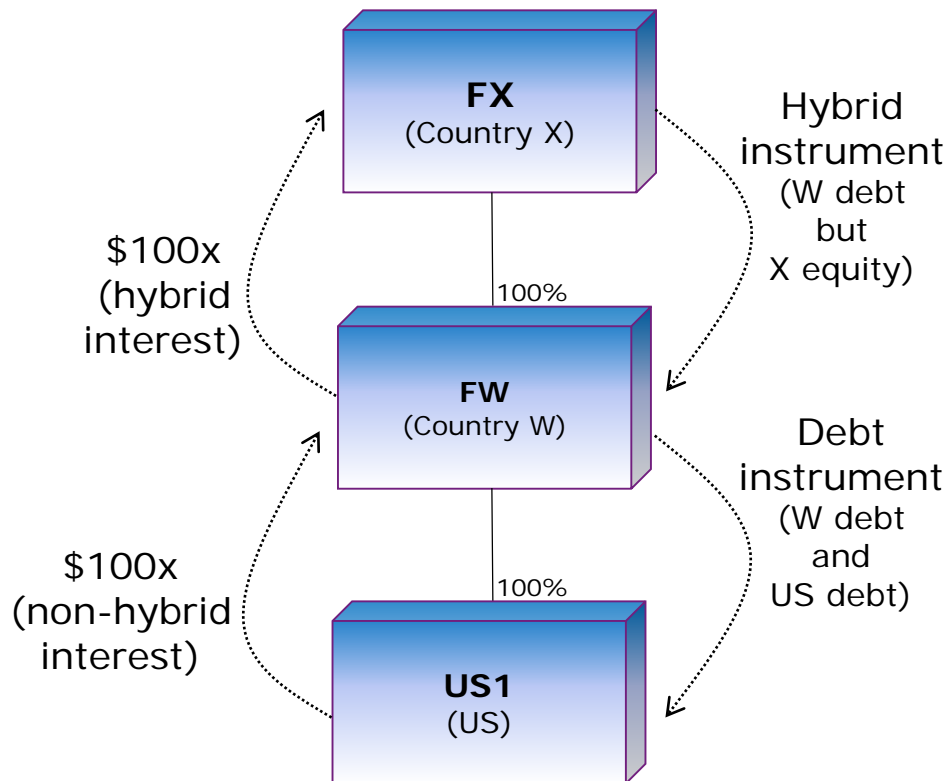 FX
(Country X)
Hybrid
instrument
(W debt
but
X equity)
$100x
(hybrid
interest)
100%
FW
(Country W)
Debt
instrument
(W debt
and
US debt)
$100x
(non-hybrid
interest)
100%
US1
(US)